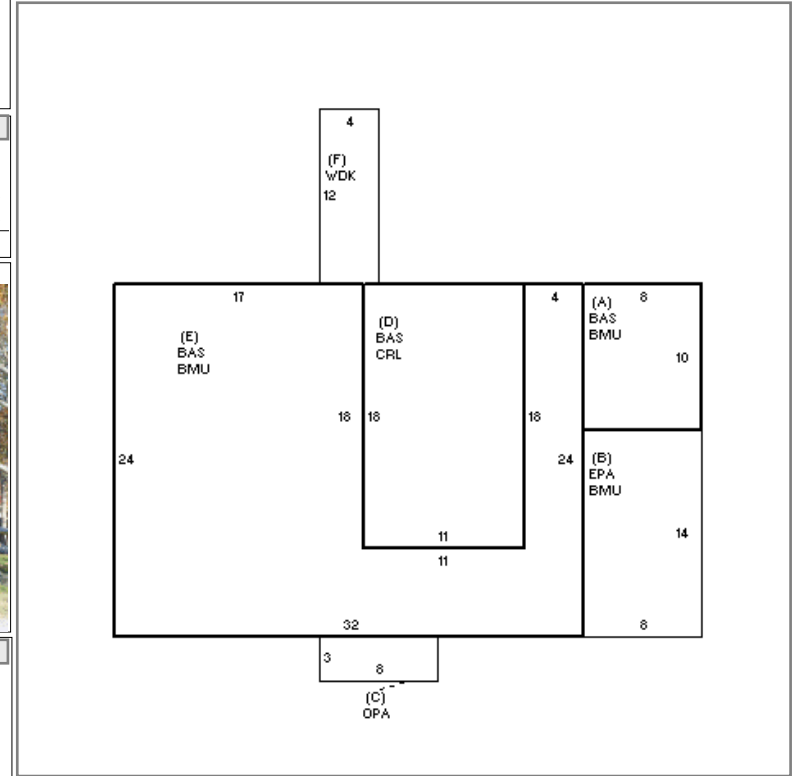 4
(F)
WDK
12
17
4
8
(A)
BAS
BMU
(D)
BAS
CRL
(E)
BAS
BMU
10
18
18
18
24
24
(B)
EPA
BMU
14
11
11
32
8
3
8
(C)
OPA